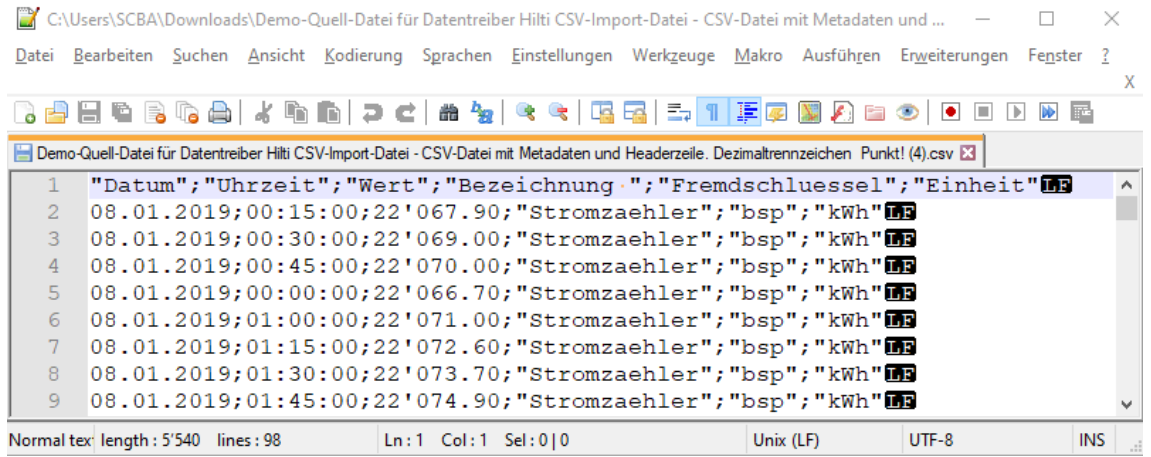 C:\Users\SCBA\Downloads\Demo-Quell-Datei für Datentreiber Hilti CSV-Import-Datei - CSV-Datei mit Metadaten und ...
Datei Bearbeiten Suchen Ansicht Kodierung Sprachen Einstellungen Werkzeuge Makro Ausführen Erweiterungen Fenster ?
X
Demo-Quell-Datei für Datentreiber Hilti CSV-Import-Datei - CSV-Datei mit Metadaten und Headerzeile. Dezimaltrennzeichen Punkt! (4).csv
1 "Datum";"Uhrzeit";"Wert";"Bezeichnung·";"Fremdschluessel";"Einheit"LF
2 08.01.2019;00:15:00;22'067.90;"Stromzaehler";"bsp";"kWh"LF
3 08.01.2019;00:30:00;22'069.00;"Stromzaehler";"bsp";"kWh"LF
4 08.01.2019;00:45:00;22'070.00;"Stromzaehler";"bsp";"kWh"LF
5 08.01.2019;00:00:00;22'066.70;"Stromzaehler";"bsp";"kWh"LF
6 08.01.2019;01:00:00;22'071.00;"Stromzaehler";"bsp";"kWh"LF
7 08.01.2019;01:15:00;22'072.60;"Stromzaehler";"bsp";"kWh"LF
8 08.01.2019;01:30:00;22'073.70;"Stromzaehler";"bsp";"kWh"LF
9 08.01.2019;01:45:00;22'074.90;"Stromzaehler";"bsp";"kWh"LF
Normal tex length : 5'540 lines : 98 Ln : 1 Col : 1 Sel : 0 | 0 Unix (LF) UTF-8 INS